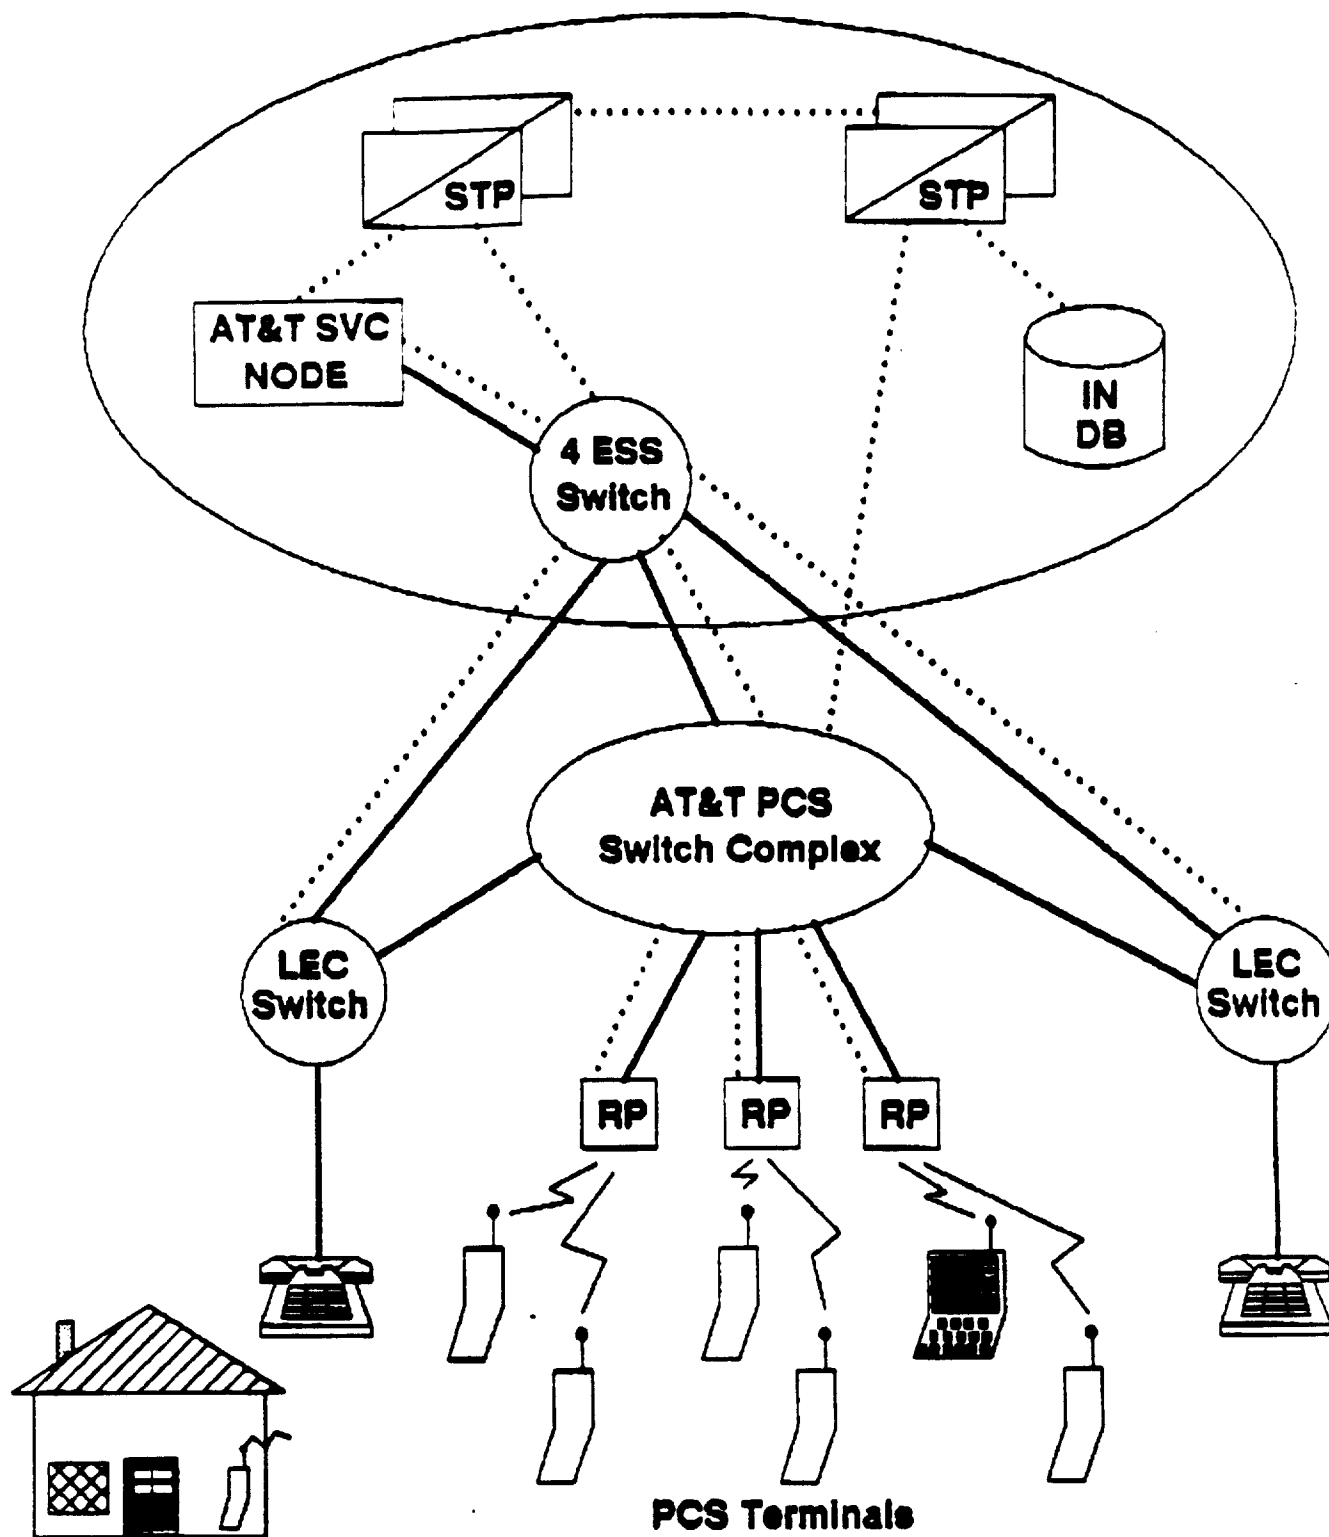 STP
STP
AT&T SVC
NODE
IN
DB
4 ESS
Switch
AT&T PCS
Switch Complex
LEC
Switch
LEC
Switch
RP
RP
RP
PCS Terminals